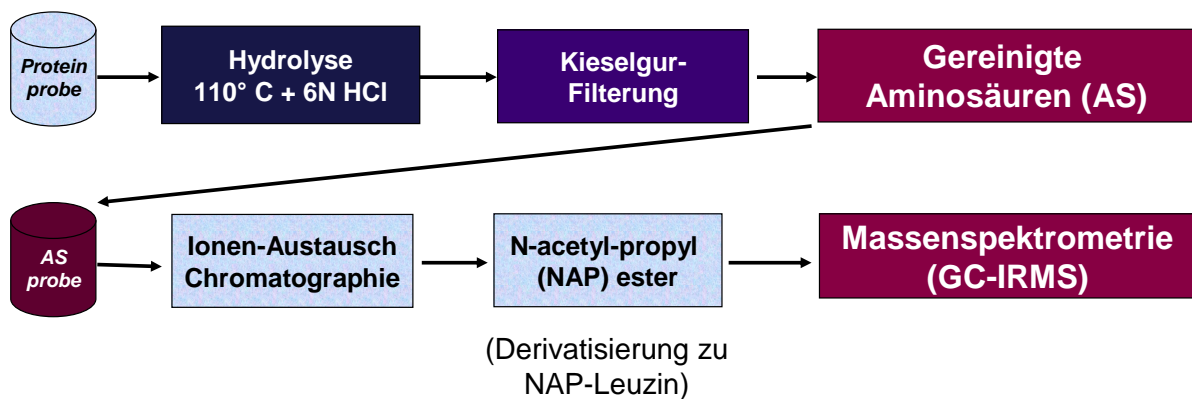 Protein
probe
Hydrolyse
110° C + 6N HCl
Kieselgur-
Filterung
Gereinigte
Aminosäuren (AS)
AS
probe
Ionen-Austausch
Chromatographie
N-acetyl-propyl
(NAP) ester
Massenspektrometrie
(GC-IRMS)
(Derivatisierung zu
NAP-Leuzin)